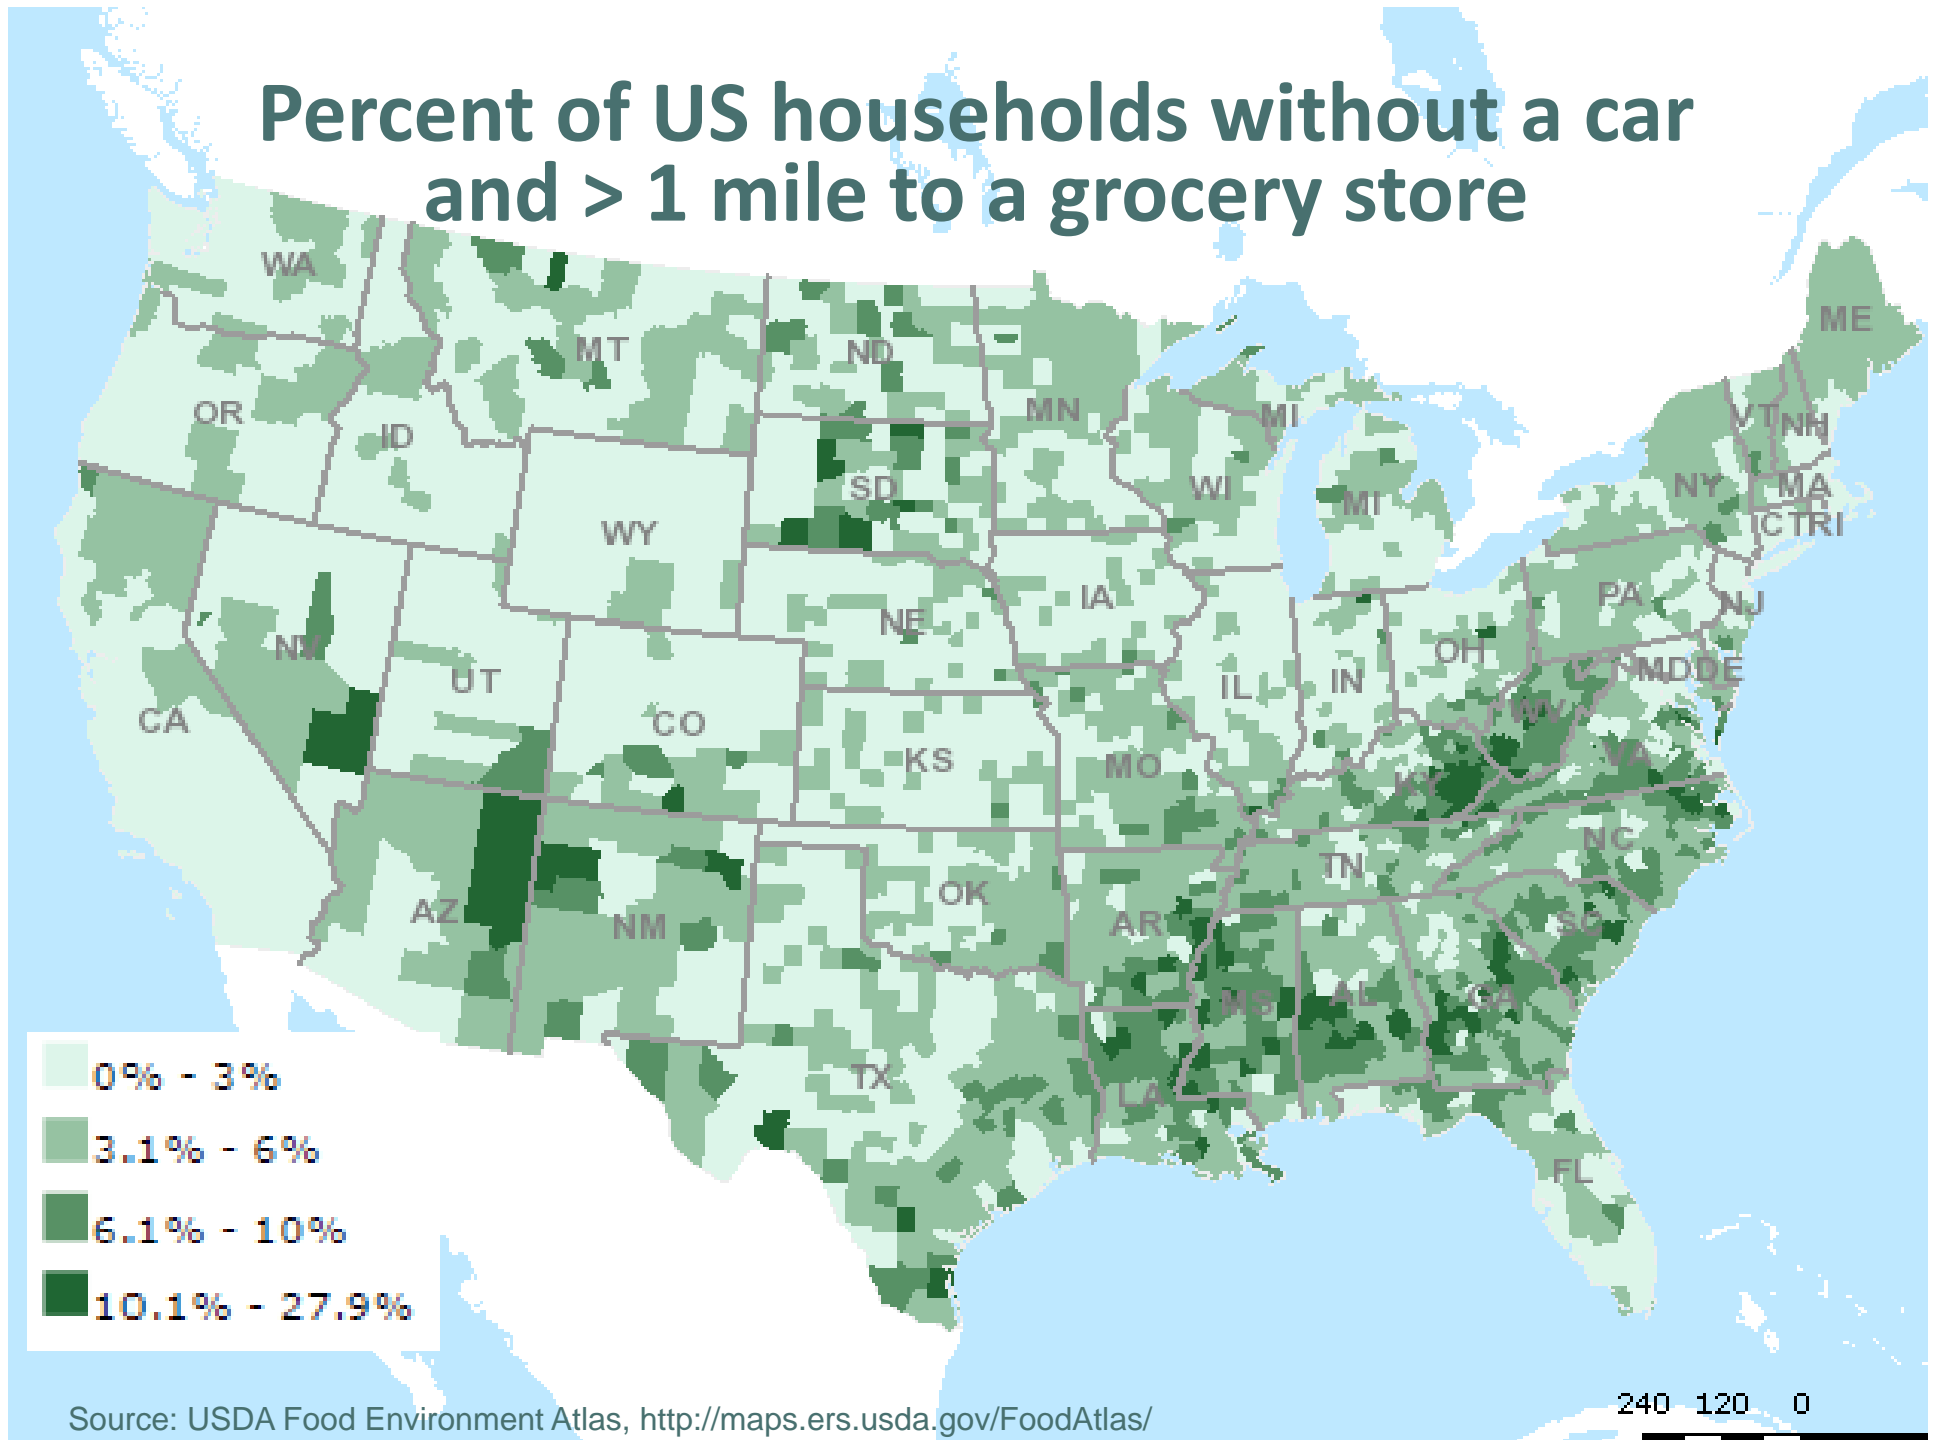 Percent of US households without a car
and > 1 mile to a grocery store
WA
MT
ND
ME
OR
ID
MN
MI
VT
NH
SD
WI
MI
NY
MA
WY
CT
RI
IA
PA
NE
NJ
NV
UT
OH
MD
DE
IL
IN
CA
CO
WV
KS
MO
VA
KY
NC
TN
OK
AZ
NM
AR
SC
MS
AL
GA
TX
LA
FL
0% - 3%
3.1% - 6%
6.1% - 10%
10.1% - 27.9%
240 120 0
Source: USDA Food Environment Atlas, http://maps.ers.usda.gov/FoodAtlas/